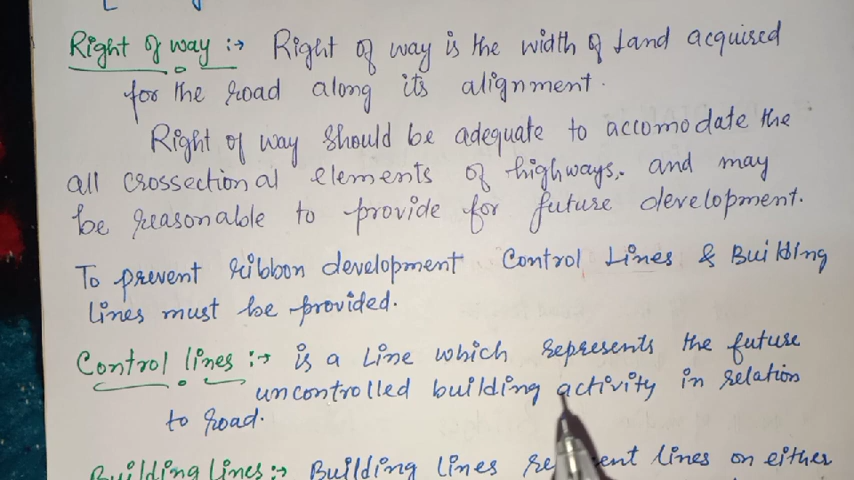 Right of way :→ Right of way is the width of Land acquired
for the road along its alignment.
Right of way should be adequate to accomodate the
all crossectional elements of highways. and may
be reasonable to provide for future development.
To prevent ribbon development Control Lines & Building
lines must be provided.
Control lines :→ is a Line which represents the future
uncontrolled building activity in relation
to road.
Building lines :→ Building lines lines on either